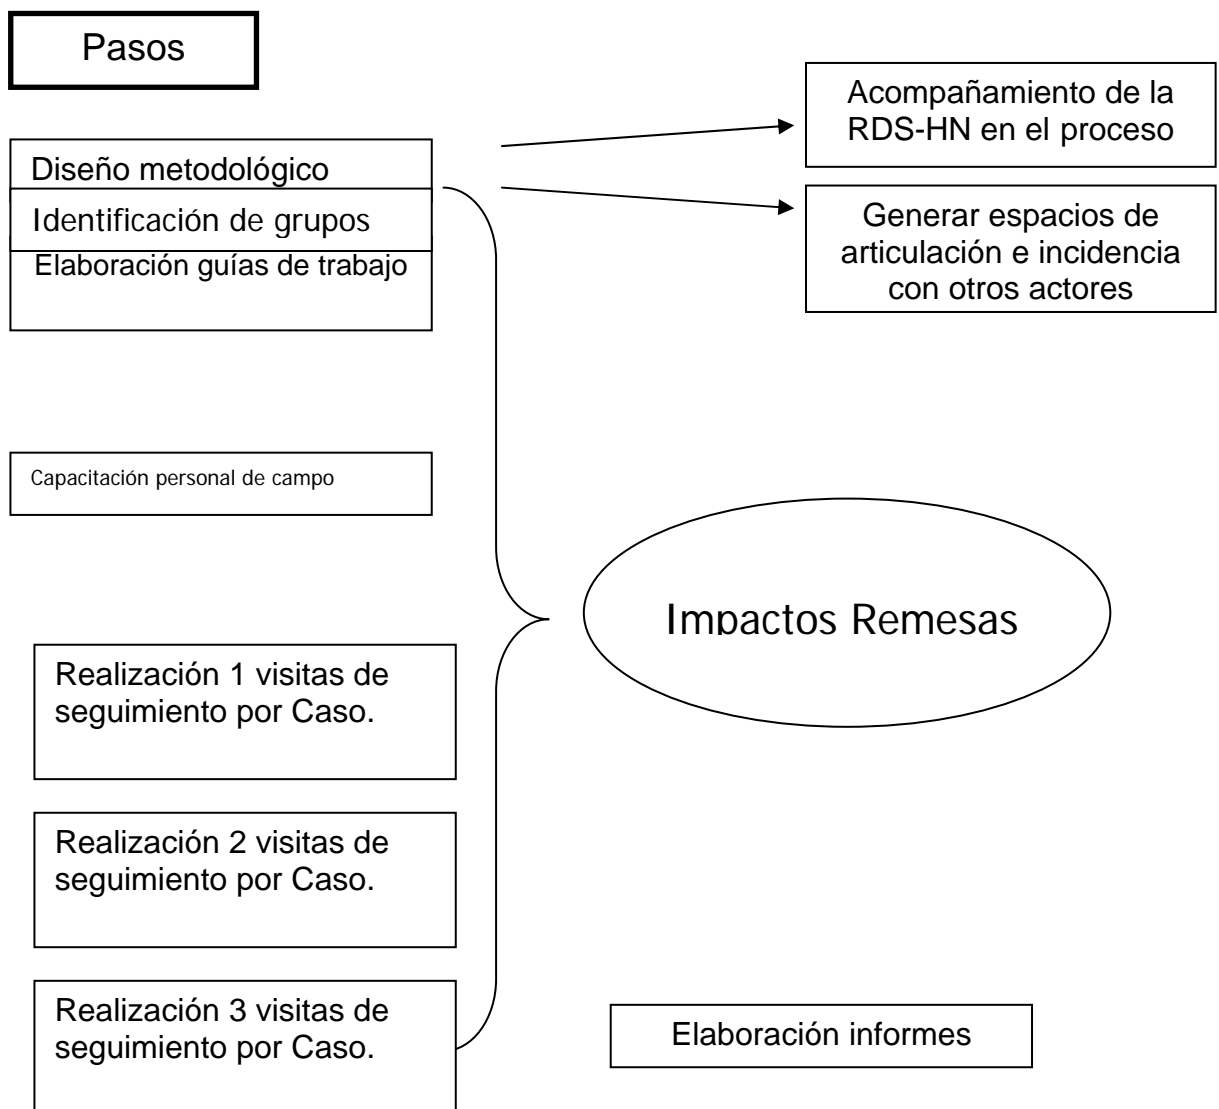 Pasos
Acompañamiento de la
RDS-HN en el proceso
Diseño metodológico
Identificación de grupos
Elaboración guías de trabajo
Generar espacios de
articulación e incidencia
con otros actores
Capacitación personal de campo
Impactos Remesas
Realización 1 visitas de
seguimiento por Caso.
Realización 2 visitas de
seguimiento por Caso.
Realización 3 visitas de
seguimiento por Caso.
Elaboración informes